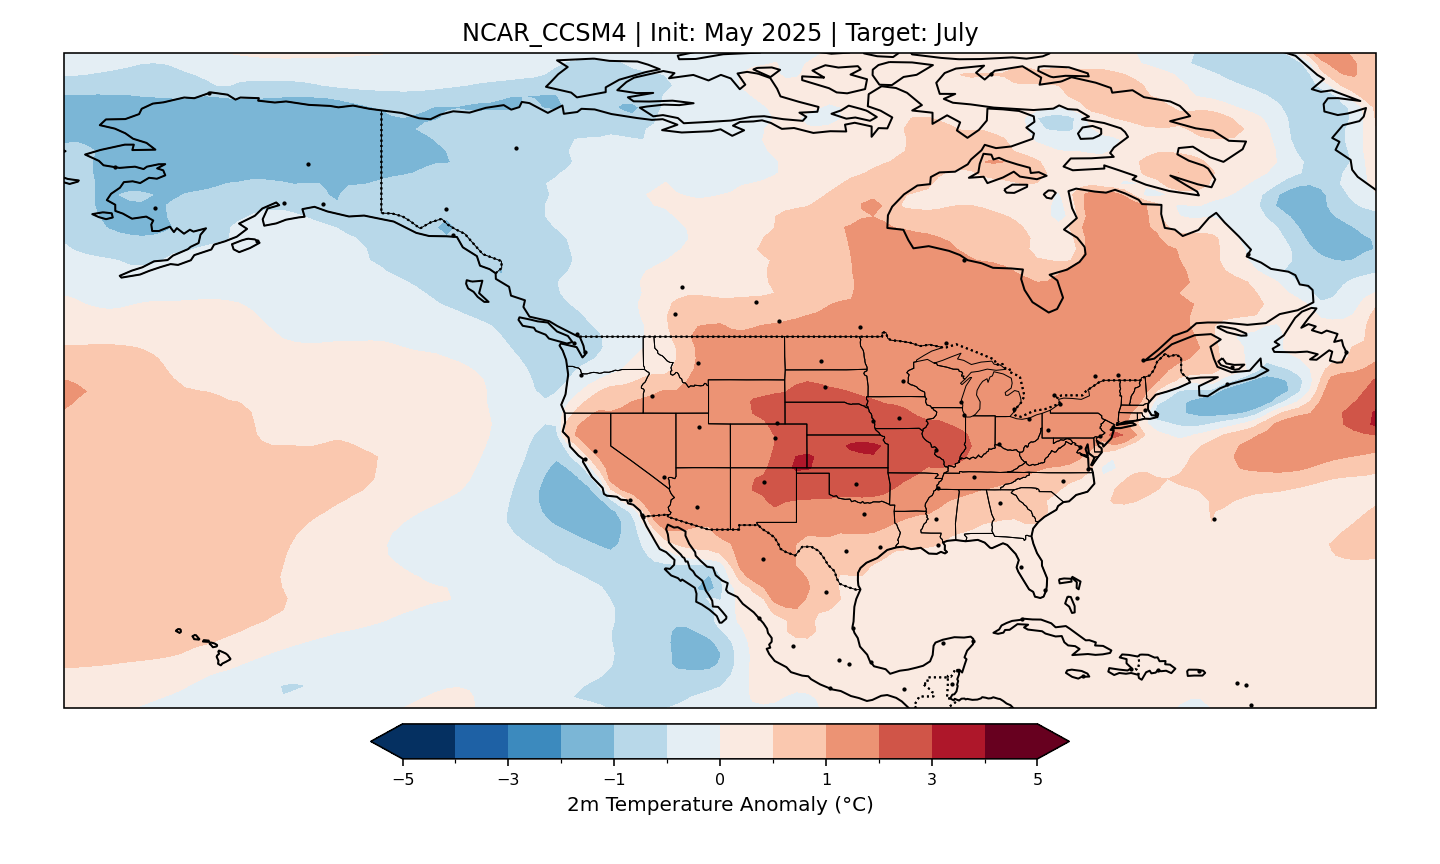 NCAR_CCSM4 | Init: May 2025 | Target: July
−5 −3 −1 0 1 3 5
2m Temperature Anomaly (°C)